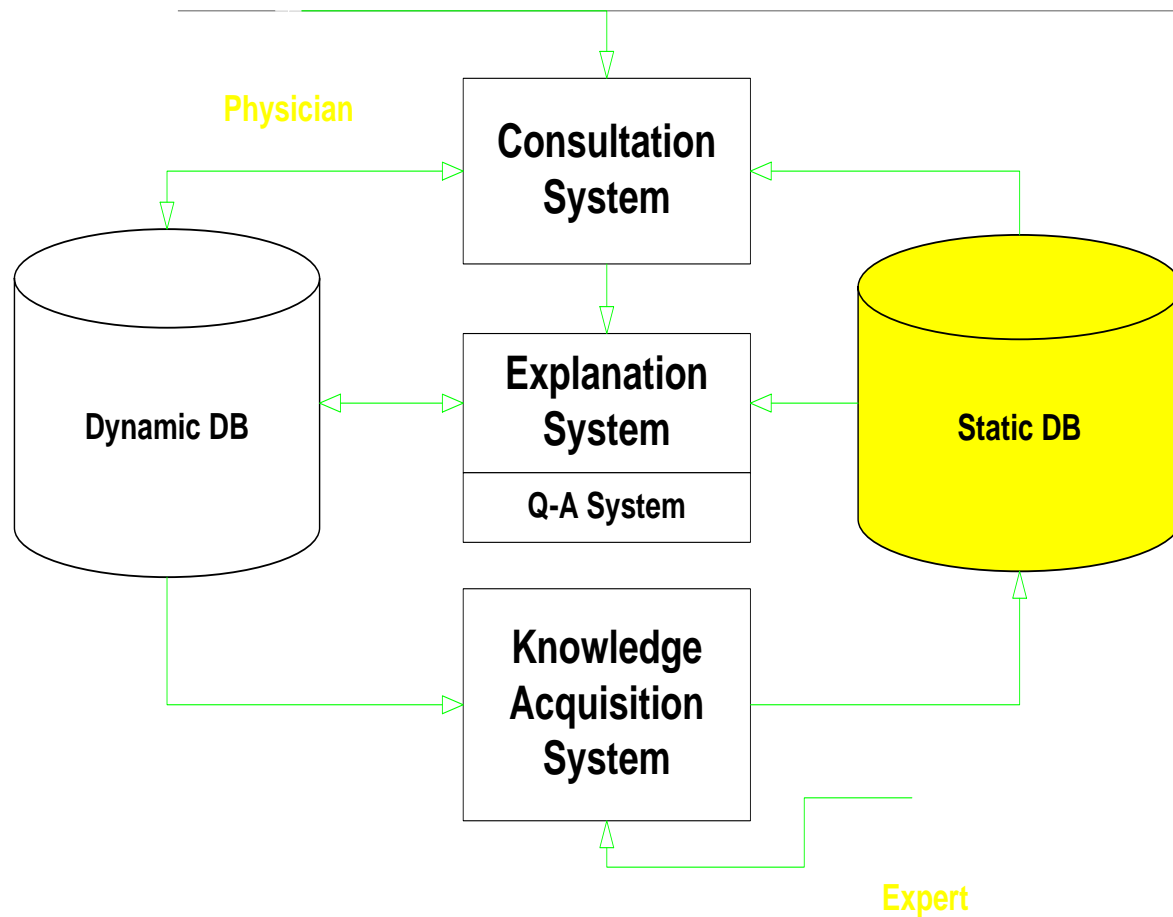 Physician
Consultation
System
Dynamic DB
Explanation
System
Q-A System
Static DB
Knowledge
Acquisition
System
Expert